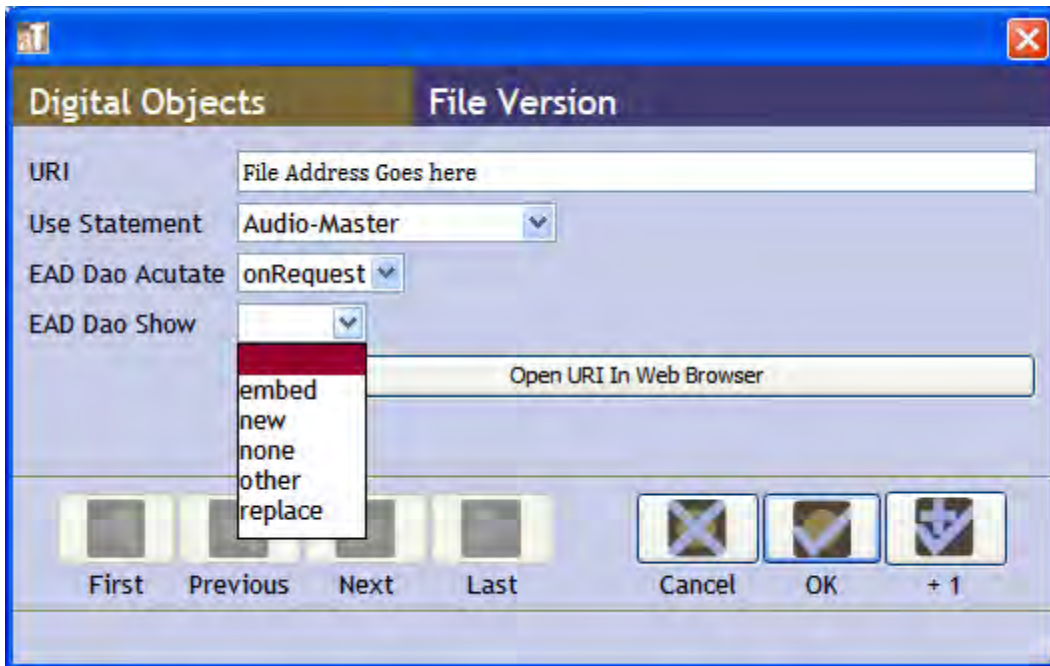 aT
Digital Objects File Version
URI File Address Goes here
Use Statement Audio-Master
EAD Dao Acutate onRequest
EAD Dao Show
Open URI In Web Browser
embed
new
none
other
replace
First Previous Next Last Cancel OK + 1